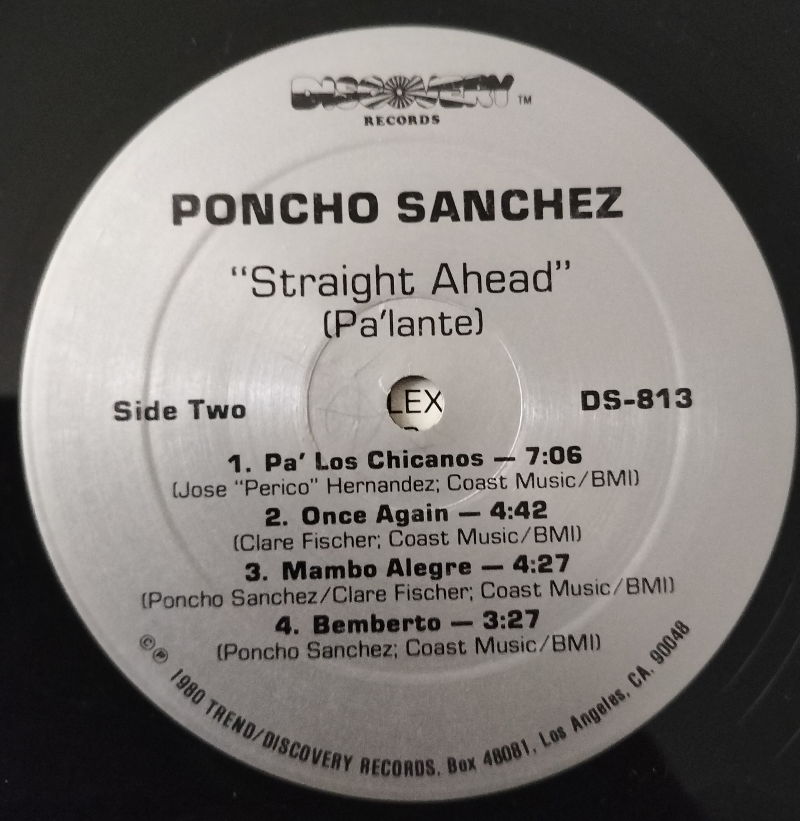 DISCOVERY™
RECORDS
PONCHO SANCHEZ
“Straight Ahead”
(Pa’lante)
Side Two
LEX
DS-813
1. Pa’ Los Chicanos — 7:06
(Jose “Perico” Hernandez; Coast Music/BMI)
2. Once Again — 4:42
(Clare Fischer; Coast Music/BMI)
3. Mambo Alegre — 4:27
(Poncho Sanchez/Clare Fischer; Coast Music/BMI)
4. Bemberto — 3:27
(Poncho Sanchez; Coast Music/BMI)
©℗ 1980 TREND/DISCOVERY RECORDS. Box 48081, Los Angeles, CA. 90048